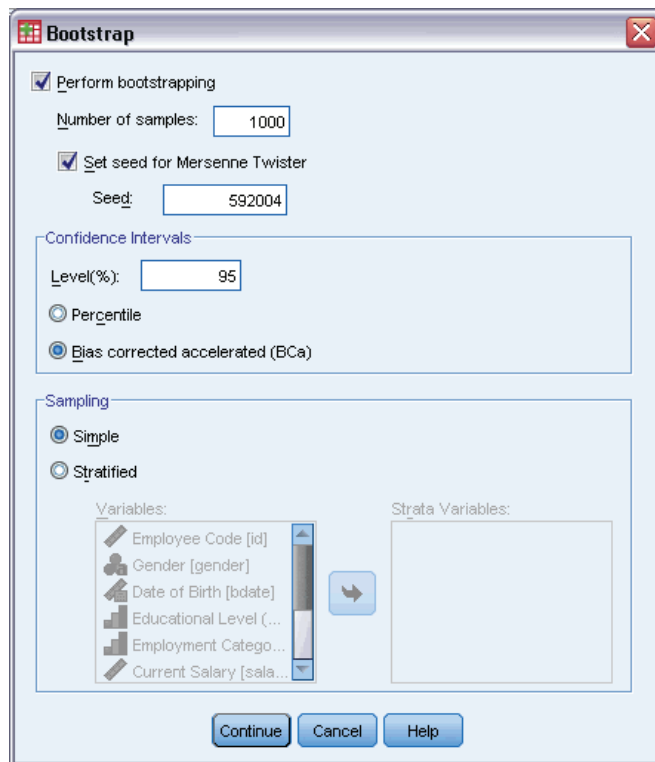 Bootstrap
Perform bootstrapping
Number of samples: 1000
Set seed for Mersenne Twister
Seed: 592004
Confidence Intervals
Level(%): 95
Percentile
Bias corrected accelerated (BCa)
Sampling
Simple
Stratified
Variables: Strata Variables:
Employee Code [id]
Gender [gender]
Date of Birth [bdate]
Educational Level (...
Employment Catego...
Current Salary [sala...
Continue Cancel Help